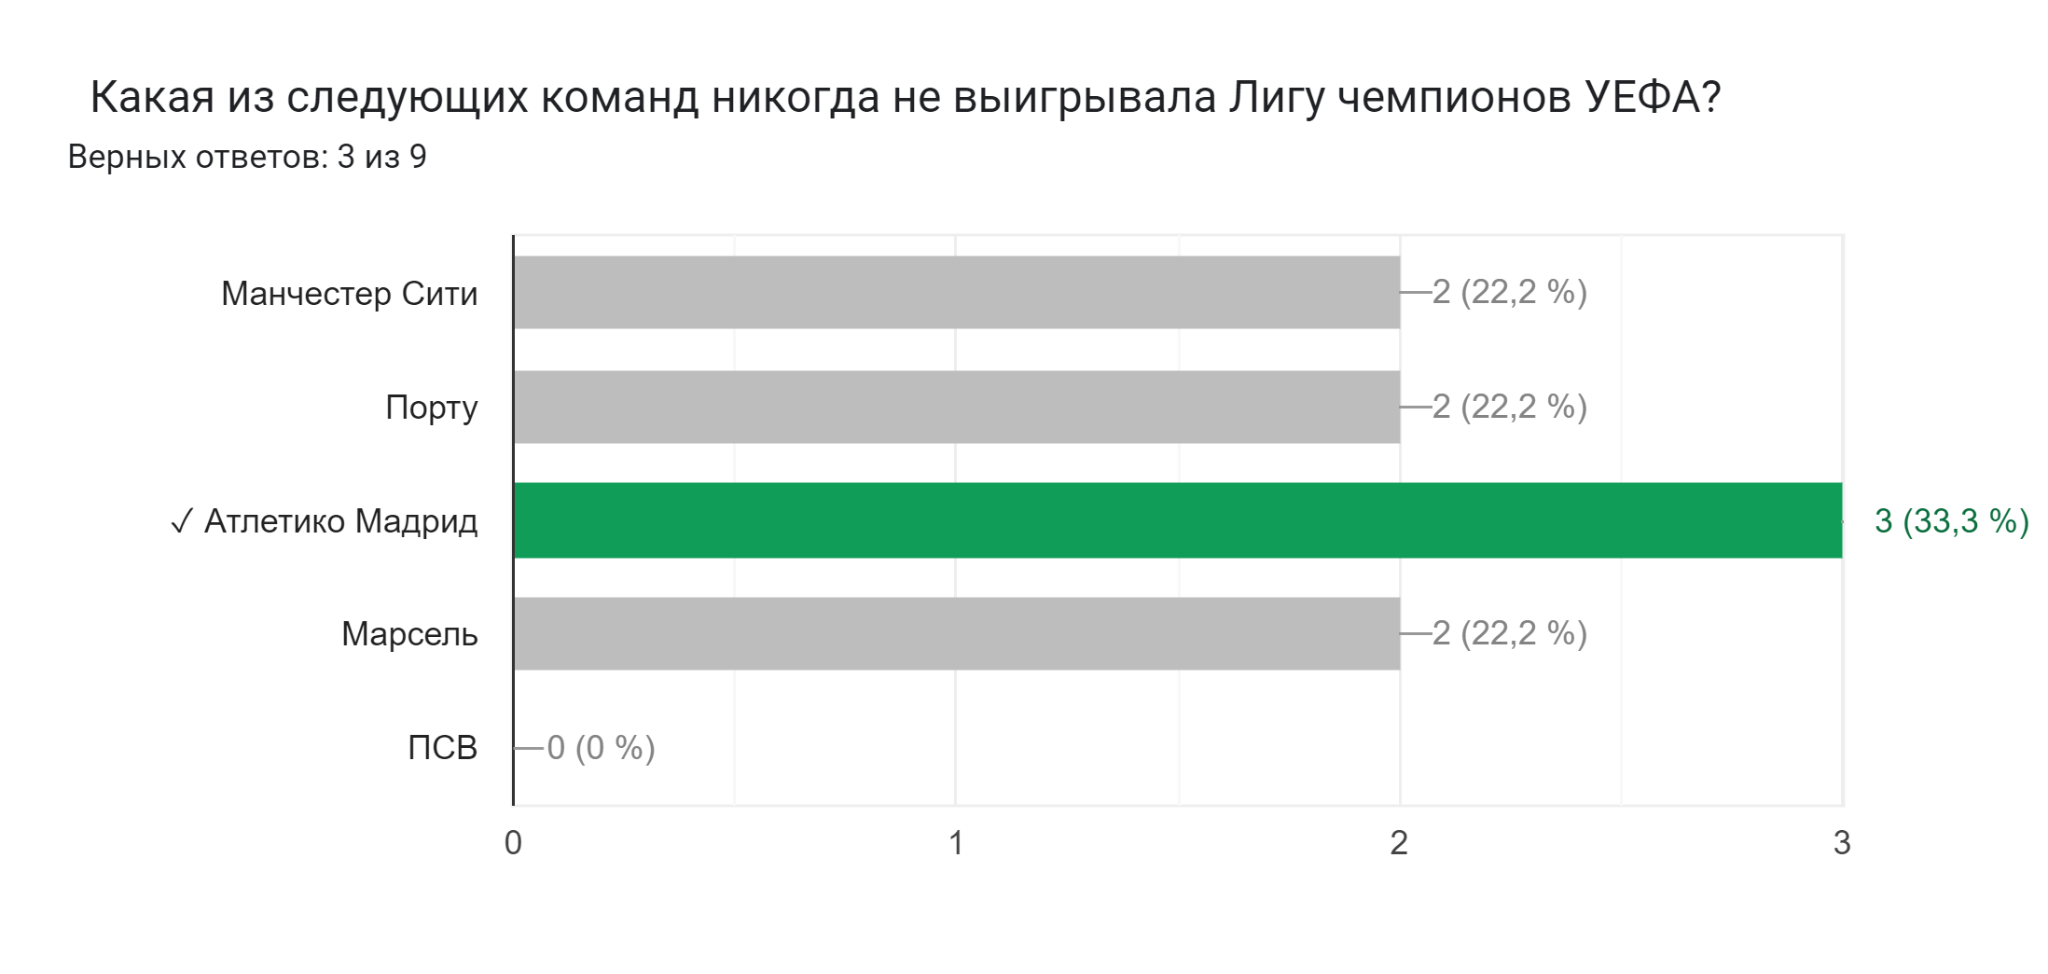 Какая из следующих команд никогда не выигрывала Лигу чемпионов УЕФА?
Верных ответов: 3 из 9
Манчестер Сити
2 (22,2 %)
Порту
2 (22,2 %)
✓ Атлетико Мадрид
3 (33,3 %)
Марсель
2 (22,2 %)
ПСВ
0 (0 %)
0 1 2 3